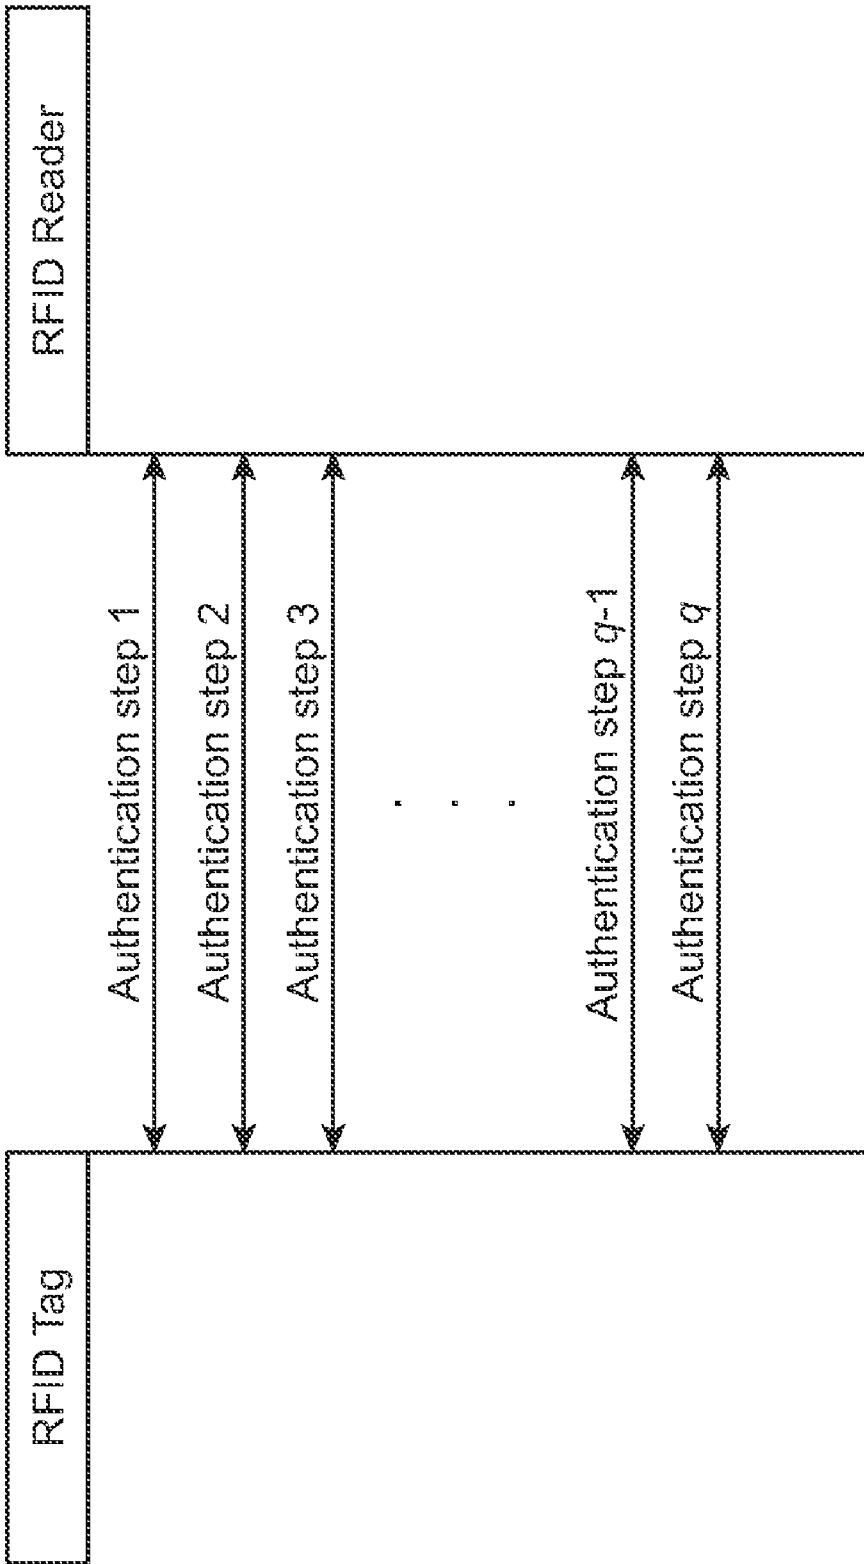 RFID Tag
RFID Reader
Authentication step 1
Authentication step 2
Authentication step 3
. . .
Authentication step q-1
Authentication step q